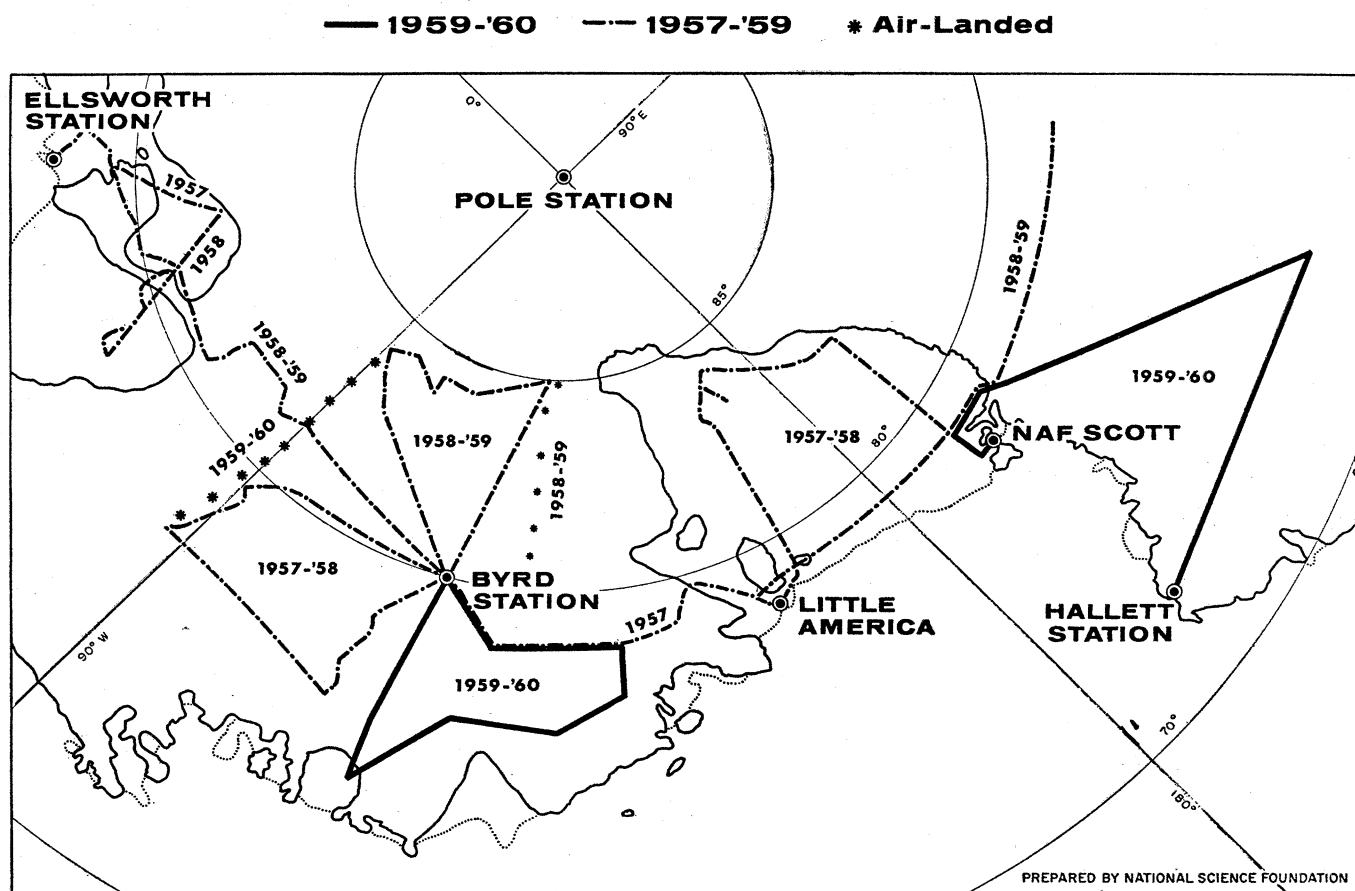 1959-'60 1957-'59 * Air-Landed
ELLSWORTH
STATION
0°
90° E
POLE STATION
1957
1958
85°
1958-'59
1958-'59
1959-'60
1959-'60
1958-'59
1958-'59
1957-'58
80°
NAF SCOTT
1957-'58
BYRD
STATION
1957
LITTLE
AMERICA
HALLETT
STATION
90° W
1959-'60
70°
180°
PREPARED BY NATIONAL SCIENCE FOUNDATION